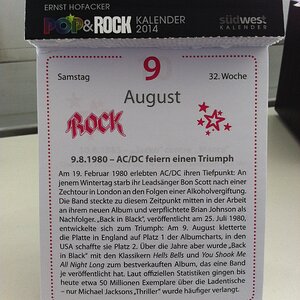 ERNST HOFACKER
POP&ROCK KALENDER 2014
südwest
KALENDER
Samstag
9
32. Woche
August
ROCK
9.8.1980 – AC/DC feiern einen Triumph
Am 19. Februar 1980 erlebten AC/DC ihren Tiefpunkt: An
jenem Wintertag starb ihr Leadsänger Bon Scott nach einer
Zechtour in London an den Folgen einer Alkoholvergiftung.
Die Band steckte zu diesem Zeitpunkt mitten in der Arbeit
an ihrem neuen Album und verpflichtete Brian Johnson als
Nachfolger. „Back in Black", veröffentlicht am 25. Juli 1980,
entwickelte sich zum Triumph: Am 9. August kletterte
die Platte in England auf Platz 1 der Albumcharts, in den
USA schaffte sie Platz 2. Über die Jahre aber wurde „Back
in Black" mit den Klassikern Hells Bells und You Shook Me
All Night Long zum bestverkauften Album, das eine Band
je veröffentlicht hat. Laut offiziellen Statistiken gingen bis
heute etwa 50 Millionen Exemplare über die Ladentische
– nur Michael Jacksons „Thriller" wurde häufiger verlangt.